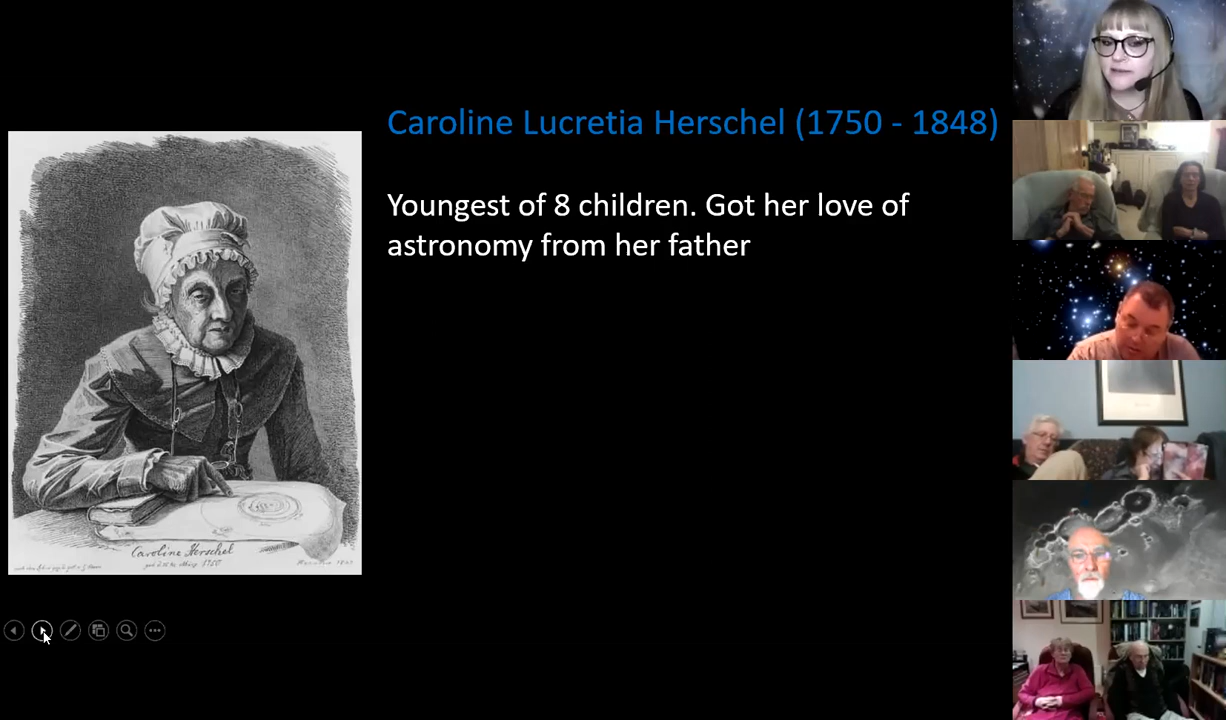 Caroline Lucretia Herschel (1750 - 1848)
Youngest of 8 children. Got her love of
astronomy from her father
Caroline Herschel
1750